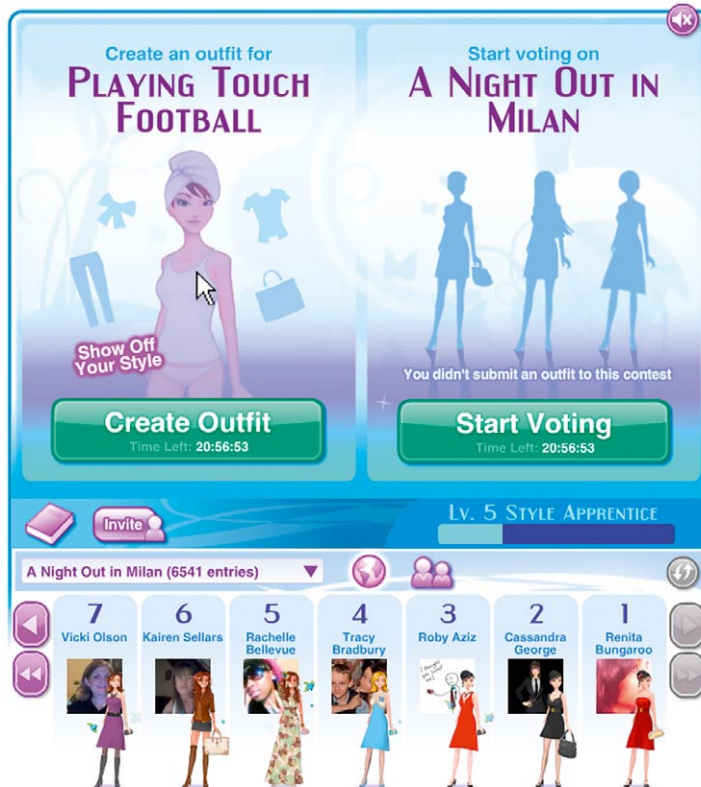 Create an outfit for
PLAYING TOUCH
FOOTBALL
Show Off
Your Style
Create Outfit
Time Left: 20:56:53
Start voting on
A NIGHT OUT IN
MILAN
You didn't submit an outfit to this contest
Start Voting
Time Left: 20:56:53
Invite
LV. 5 STYLE APPRENTICE
A Night Out in Milan (6541 entries)
7
Vicki Olson
6
Kairen Sellars
5
Rachelle
Bellevue
4
Tracy
Bradbury
3
Roby Aziz
2
Cassandra
George
1
Renita
Bungaroo